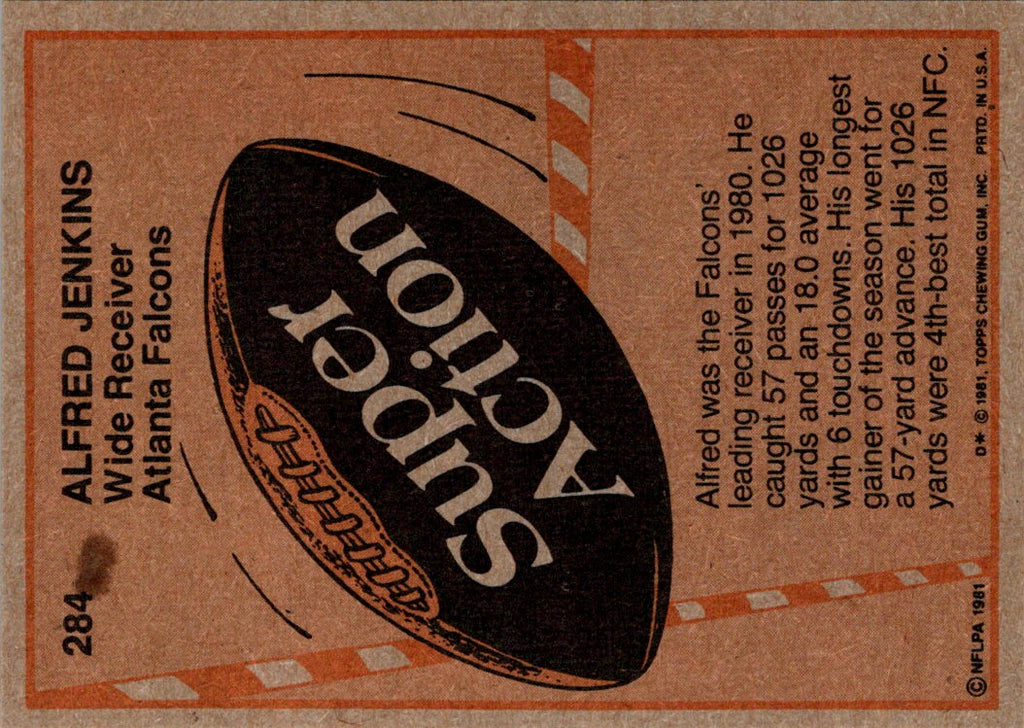 284
ALFRED JENKINS
Wide Receiver
Atlanta Falcons
Super
Action
Alfred was the Falcons'
leading receiver in 1980. He
caught 57 passes for 1026
yards and an 18.0 average
with 6 touchdowns. His longest
gainer of the season went for
a 57-yard advance. His 1026
yards were 4th-best total in NFC.
© NFLPA 1981 D* © 1981, TOPPS CHEWING GUM, INC. PRTD. IN U.S.A.